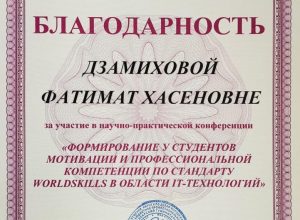 БЛАГОДАРНОСТЬ
ДЗАМИХОВОЙ
ФАТИМАТ ХАСЕНОВНЕ
за участие в научно-практической конференции
«ФОРМИРОВАНИЕ У СТУДЕНТОВ
МОТИВАЦИЙ И ПРОФЕССИОНАЛЬНОЙ
КОМПЕТЕНЦИИ ПО СТАНДАРТУ
WORLDSKILLS В ОБЛАСТИ IT-ТЕХНОЛОГИЙ»